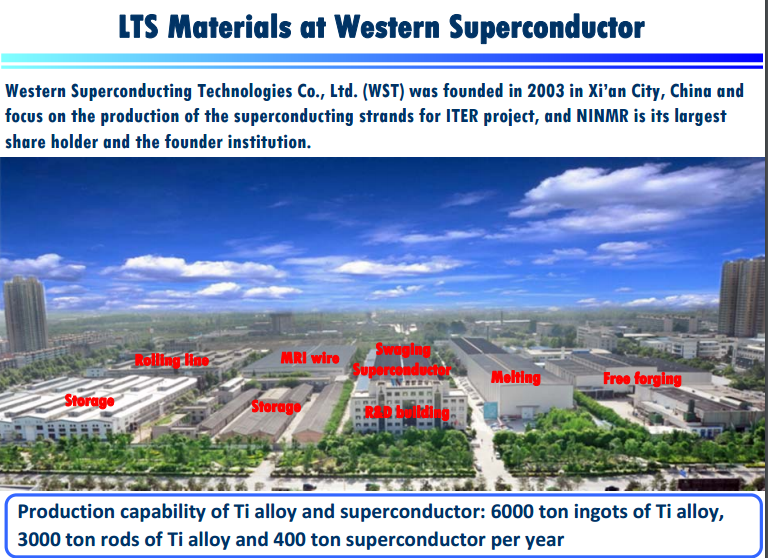 LTS Materials at Western Superconductor
Western Superconducting Technologies Co., Ltd. (WST) was founded in 2003 in Xi’an City, China and
focus on the production of the superconducting strands for ITER project, and NINMR is its largest
share holder and the founder institution.
Swaging
Rolling line
MRI wire
Superconductor
Melting
Free forging
Storage
Storage
R&D building
Production capability of Ti alloy and superconductor: 6000 ton ingots of Ti alloy,
3000 ton rods of Ti alloy and 400 ton superconductor per year